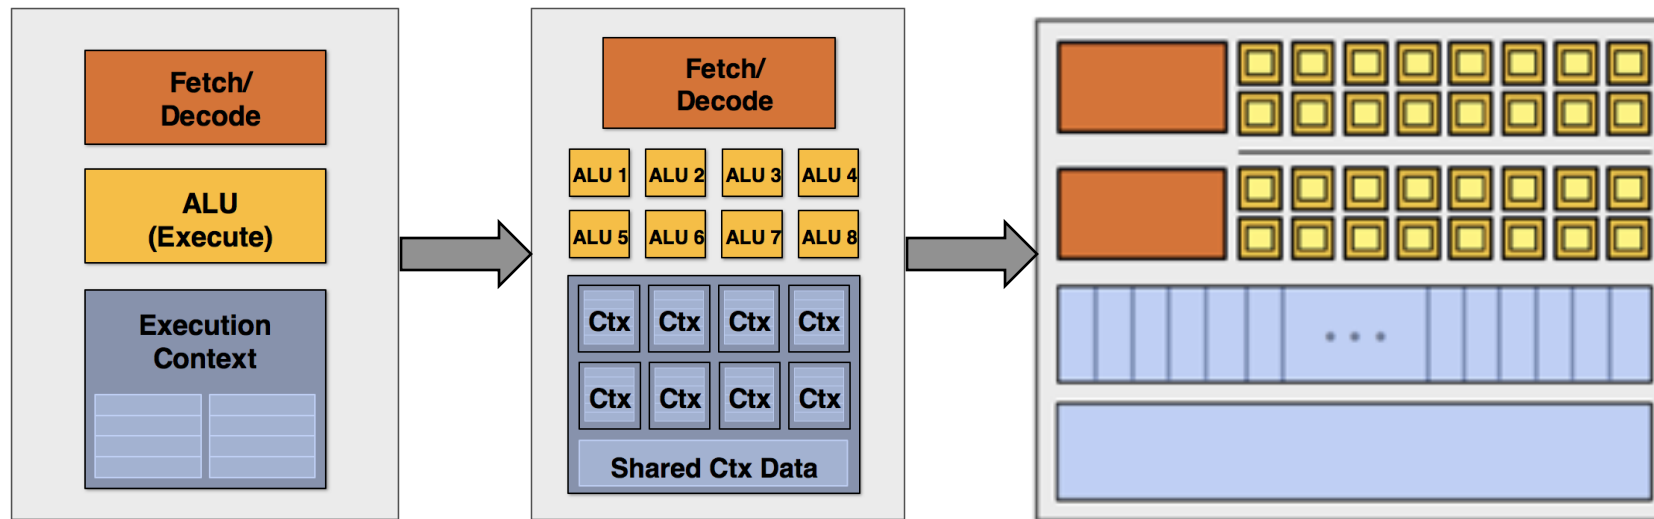 Fetch/
Decode
ALU
(Execute)
Execution
Context
Fetch/
Decode
ALU 1 ALU 2 ALU 3 ALU 4
ALU 5 ALU 6 ALU 7 ALU 8
Ctx Ctx Ctx Ctx
Ctx Ctx Ctx Ctx
Shared Ctx Data